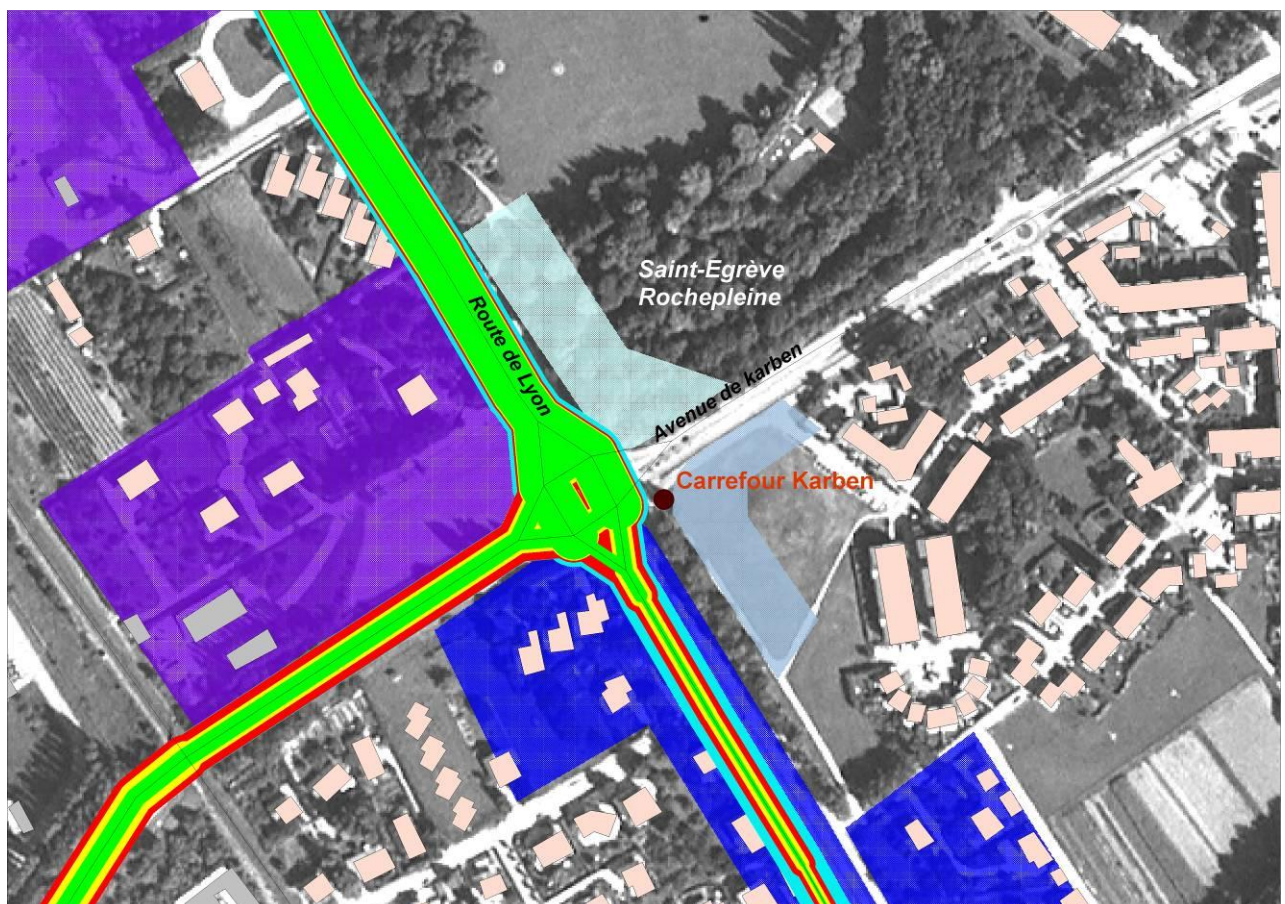 Saint-Egrève
Rochepleine
Route de Lyon
Avenue de karben
Carrefour Karben